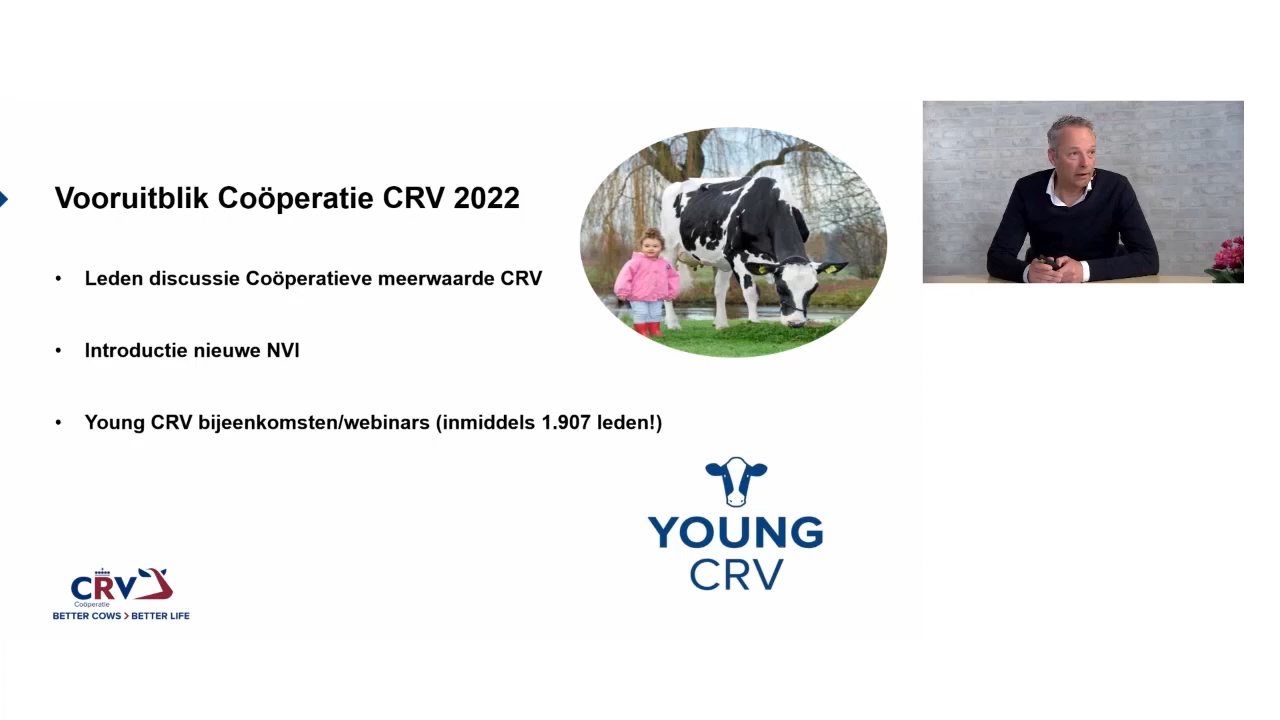 Vooruitblik Coöperatie CRV 2022
• Leden discussie Coöperatieve meerwaarde CRV
• Introductie nieuwe NVI
• Young CRV bijeenkomsten/webinars (inmiddels 1.907 leden!)
YOUNG
CRV
CRV
Coöperatie
BETTER COWS > BETTER LIFE